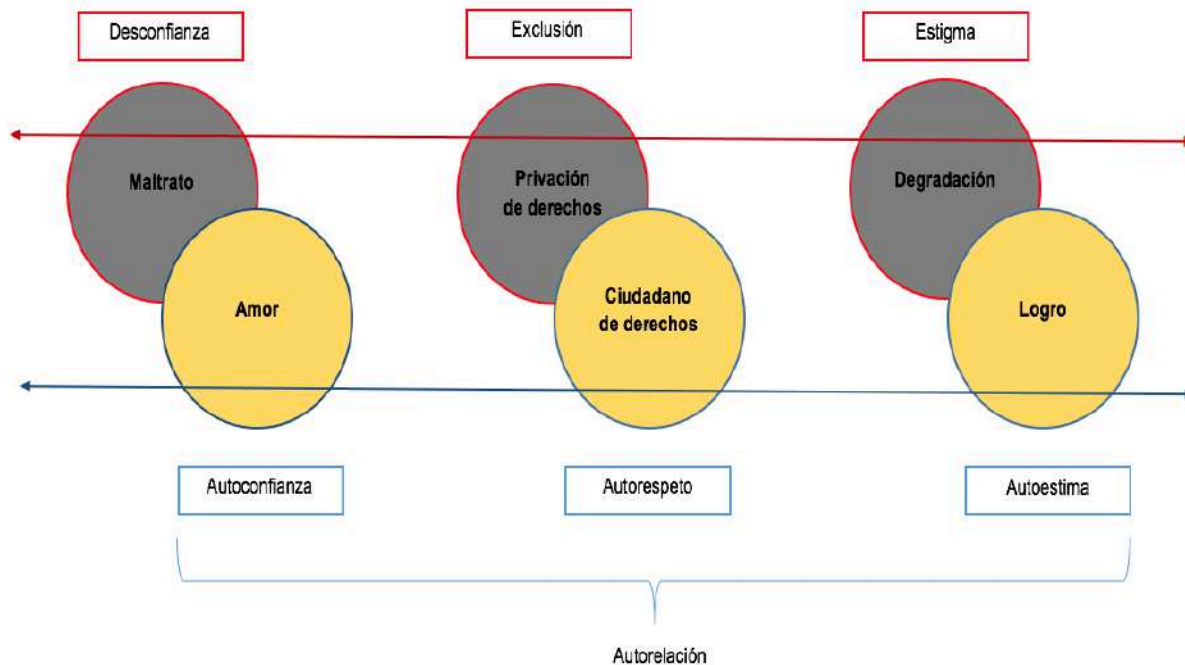 Desconfianza
Exclusión
Estigma
Maltrato
Privación
de derechos
Degradación
Amor
Ciudadano
de derechos
Logro
Autoconfianza
Autorespeto
Autoestima
Autorelación